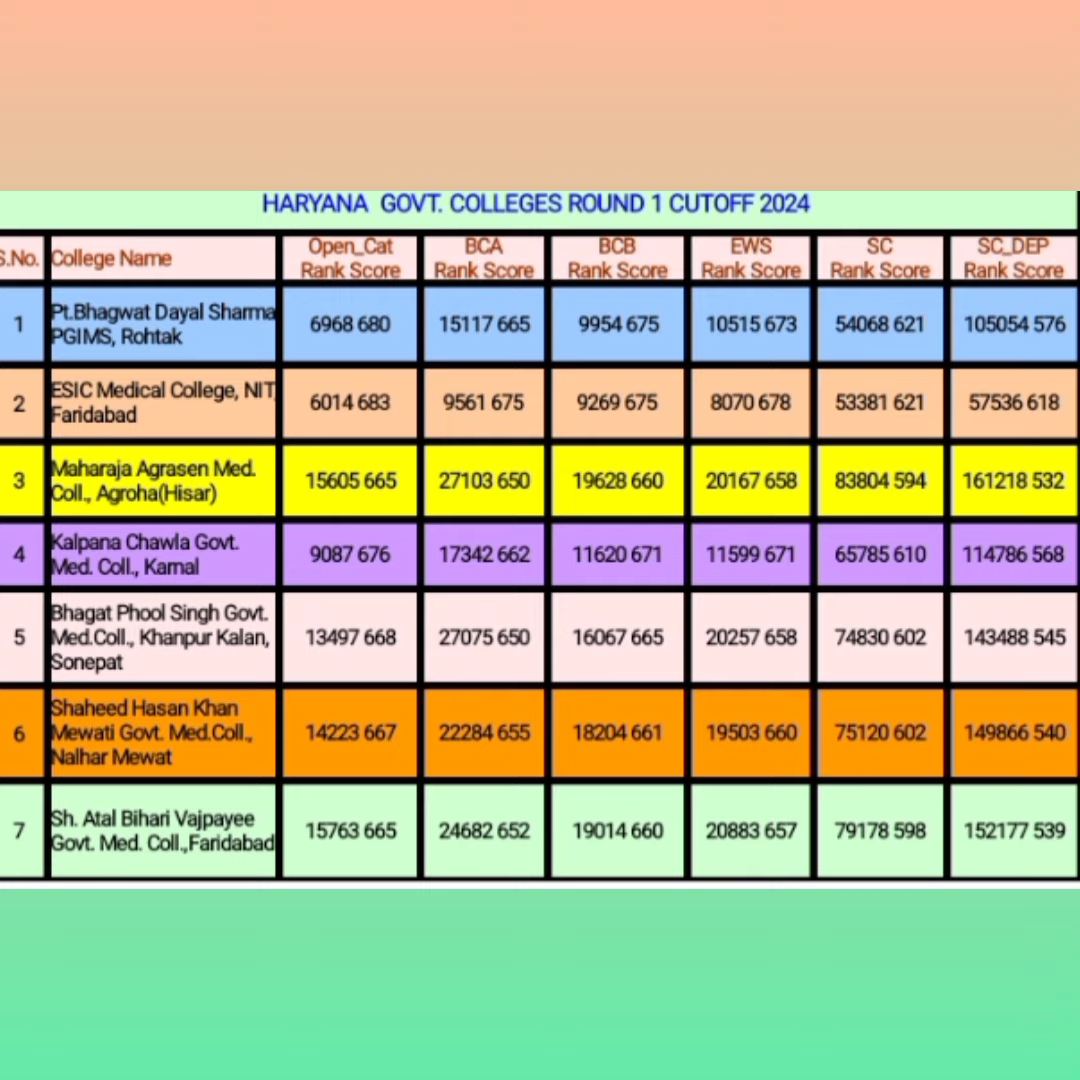 HARYANA GOVT. COLLEGES ROUND 1 CUTOFF 2024
S.No. College Name Open_Cat Rank Score BCA Rank Score BCB Rank Score EWS Rank Score SC Rank Score SC_DEP Rank Score
1 Pt.Bhagwat Dayal Sharma PGIMS, Rohtak 6968 680 15117 665 9954 675 10515 673 54068 621 105054 576
2 ESIC Medical College, NIT, Faridabad 6014 683 9561 675 9269 675 8070 678 53381 621 57536 618
3 Maharaja Agrasen Med. Coll., Agroha(Hisar) 15605 665 27103 650 19628 660 20167 658 83804 594 161218 532
4 Kalpana Chawla Govt. Med. Coll., Karnal 9087 676 17342 662 11620 671 11599 671 65785 610 114786 568
5 Bhagat Phool Singh Govt. Med.Coll., Khanpur Kalan, Sonepat 13497 668 27075 650 16067 665 20257 658 74830 602 143488 545
6 Shaheed Hasan Khan Mewati Govt. Med.Coll., Nalhar Mewat 14223 667 22284 655 18204 661 19503 660 75120 602 149866 540
7 Sh. Atal Bihari Vajpayee Govt. Med. Coll.,Faridabad 15763 665 24682 652 19014 660 20883 657 79178 598 152177 539